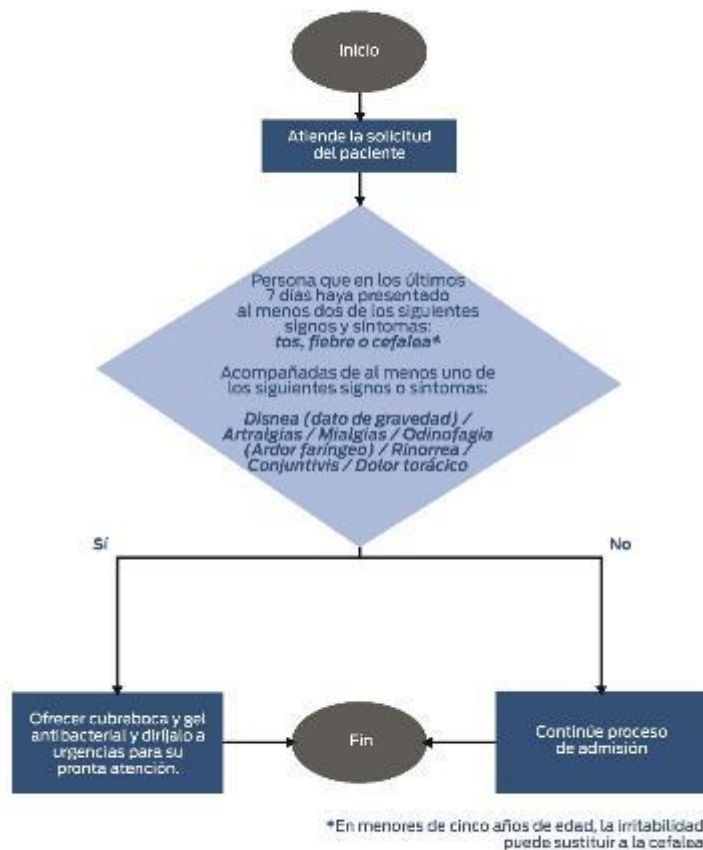 Inicio
Atiende la solicitud
del paciente
Persona que en los últimos
7 días haya presentado
al menos dos de los siguientes
signos y síntomas:
tos, fiebre o cefalea*
Acompañadas de al menos uno de
los siguientes signos o síntomas:
Disnea (dato de gravedad) /
Artralgias / Mialgias / Odinofagia
(Ardor faríngeo) / Rinorrea /
Conjuntivis / Dolor torácico
Sí
No
Ofrecer cubreboca y gel
antibacterial y diríjalo a
urgencias para su
pronta atención.
Fin
Continúe proceso
de admisión
*En menores de cinco años de edad, la irritabilidad
puede sustituir a la cefalea